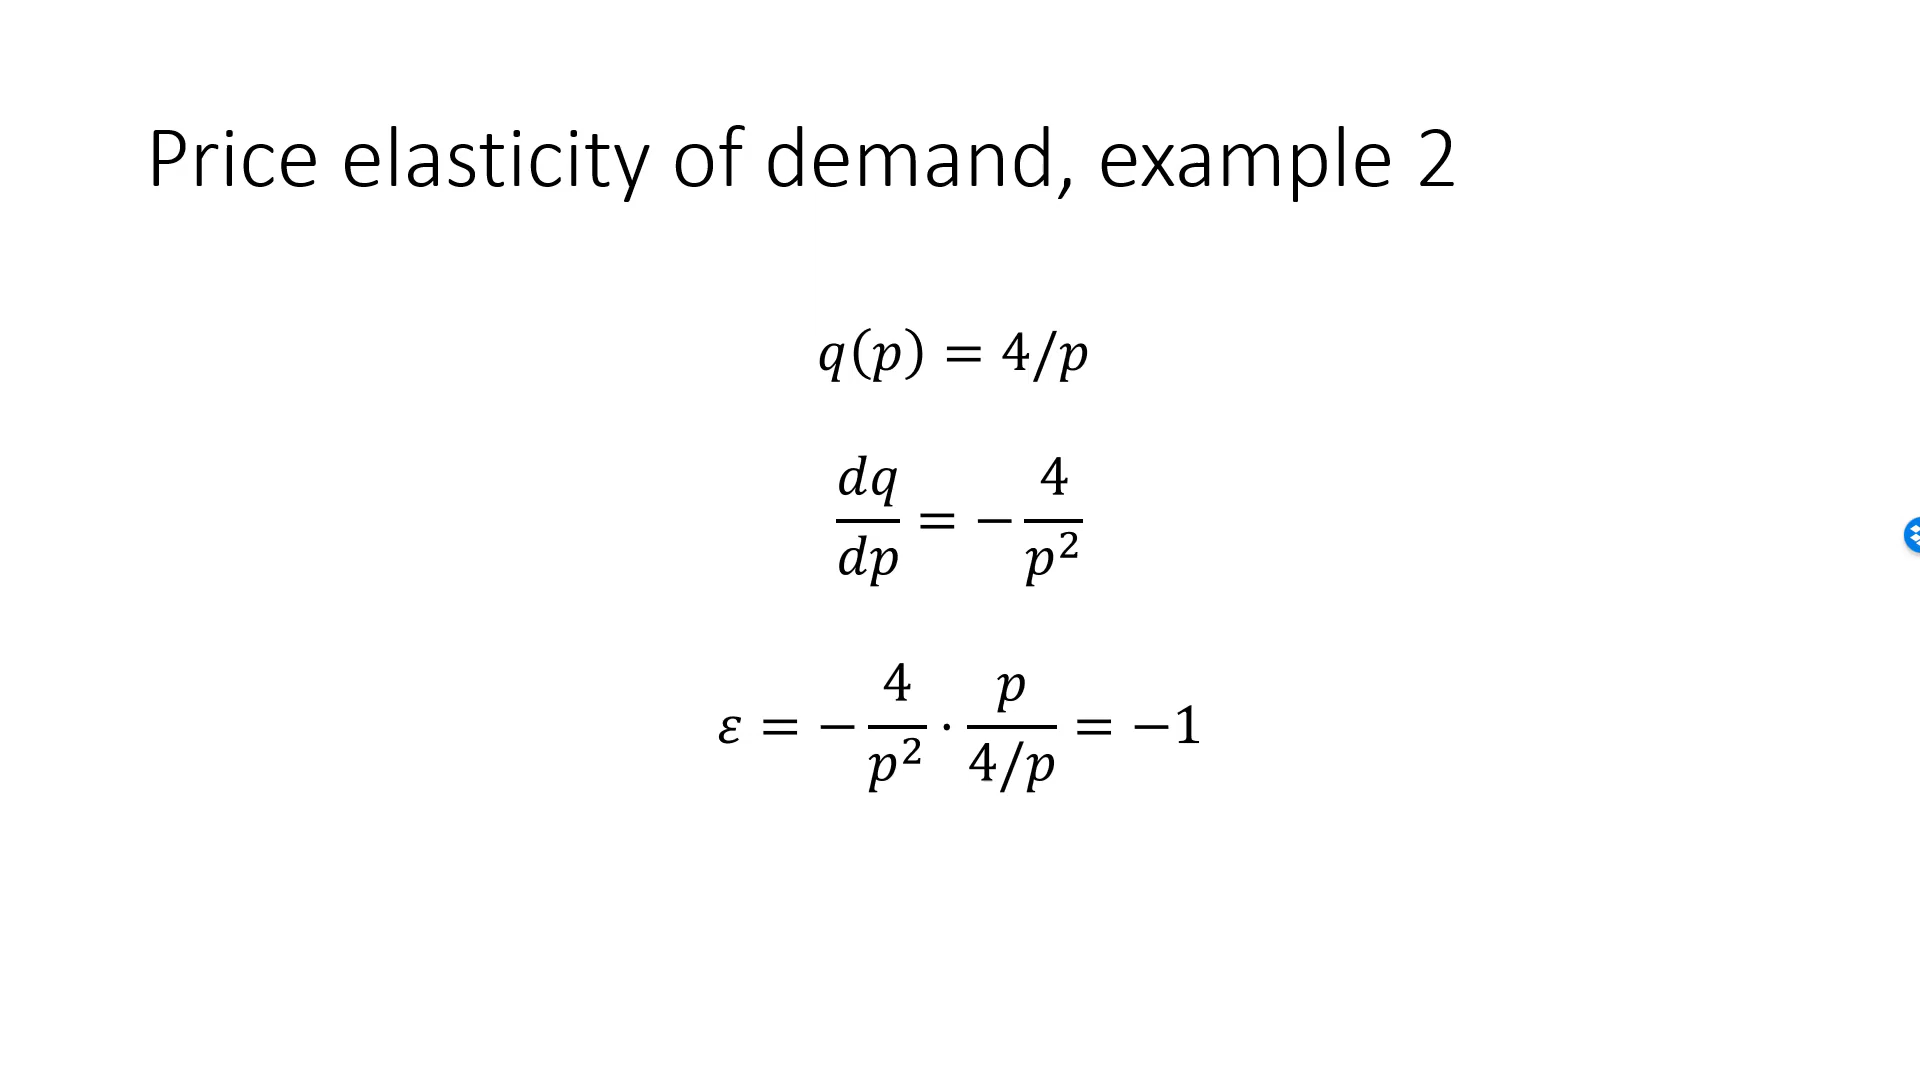 Price elasticity of demand, example 2
q(p) = 4/p
dq/dp = −4/p²
ε = −4/p² · p/(4/p) = −1